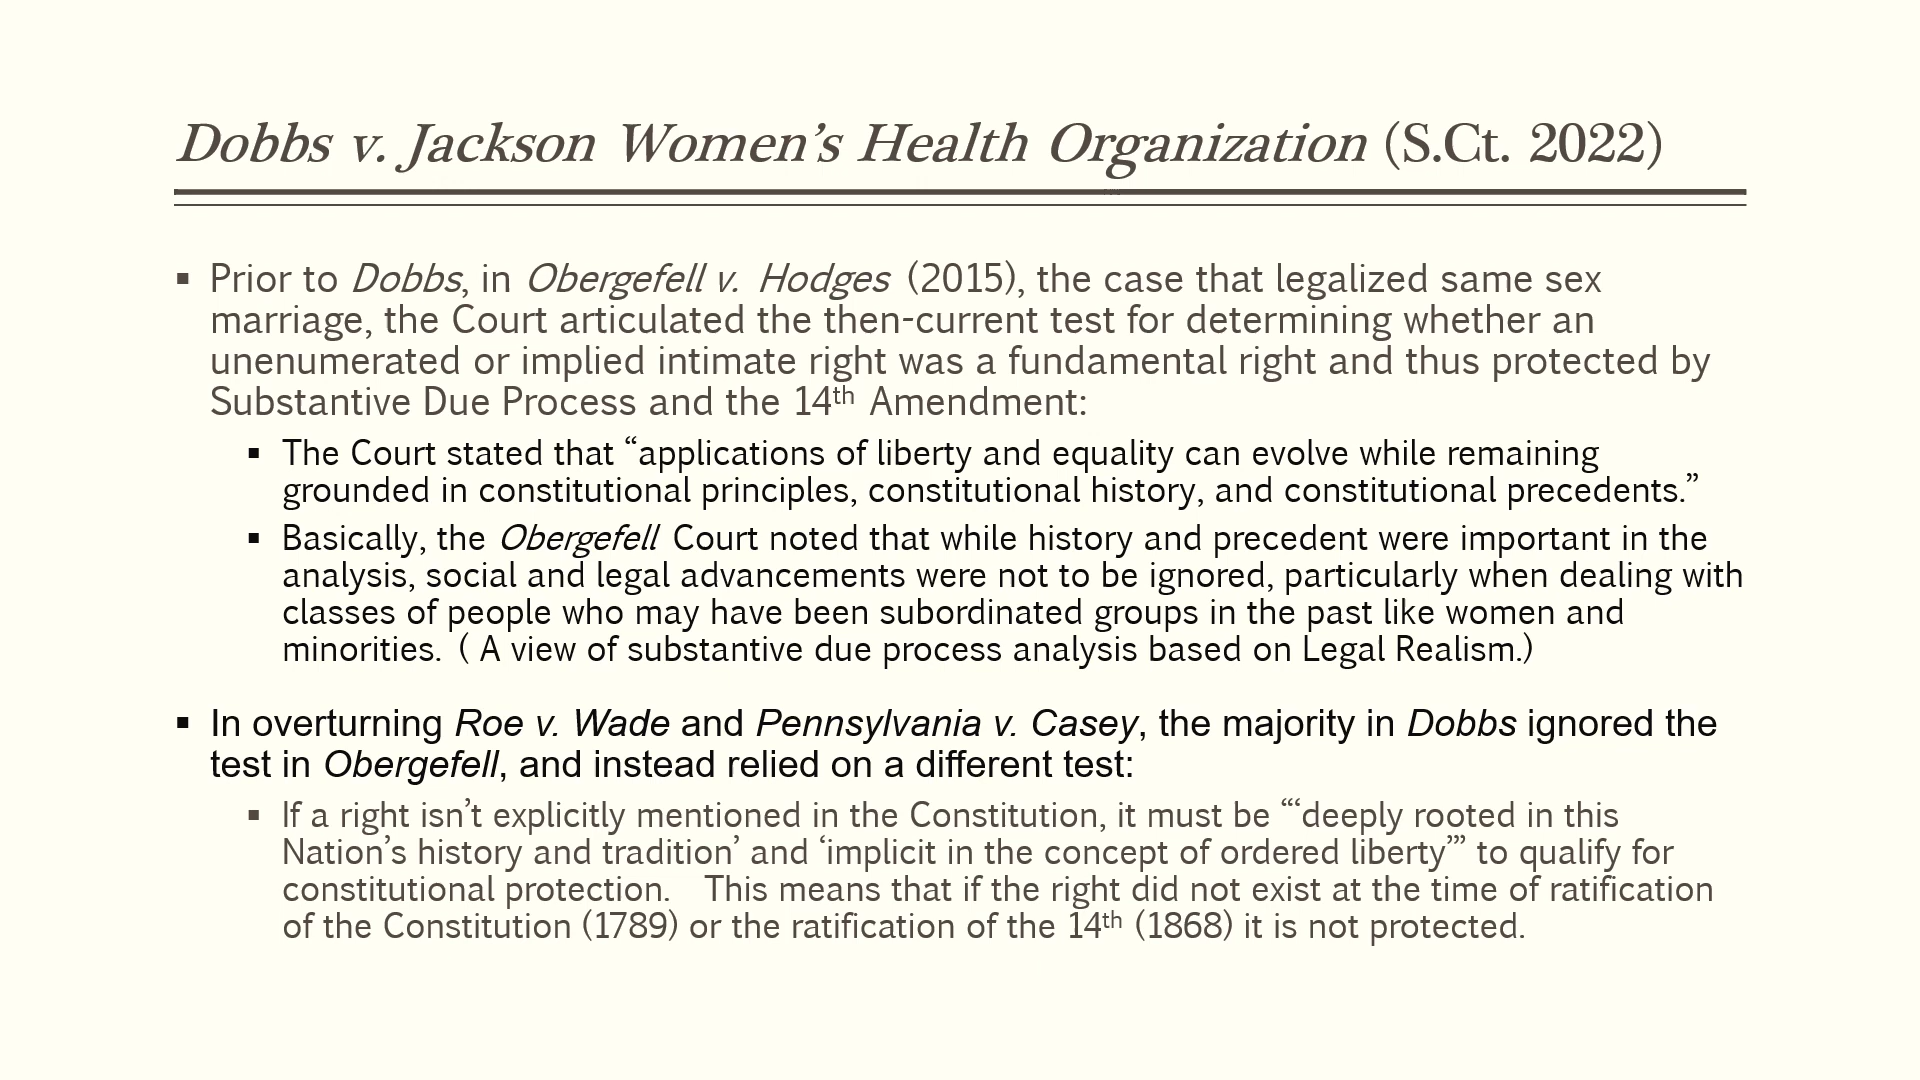 Dobbs v. Jackson Women’s Health Organization (S.Ct. 2022)
▪ Prior to Dobbs, in Obergefell v. Hodges (2015), the case that legalized same sex
marriage, the Court articulated the then-current test for determining whether an
unenumerated or implied intimate right was a fundamental right and thus protected by
Substantive Due Process and the 14th Amendment:
▪ The Court stated that “applications of liberty and equality can evolve while remaining
grounded in constitutional principles, constitutional history, and constitutional precedents.”
▪ Basically, the Obergefell Court noted that while history and precedent were important in the
analysis, social and legal advancements were not to be ignored, particularly when dealing with
classes of people who may have been subordinated groups in the past like women and
minorities. ( A view of substantive due process analysis based on Legal Realism.)
▪ In overturning Roe v. Wade and Pennsylvania v. Casey, the majority in Dobbs ignored the
test in Obergefell, and instead relied on a different test:
▪ If a right isn’t explicitly mentioned in the Constitution, it must be “‘deeply rooted in this
Nation’s history and tradition’ and ‘implicit in the concept of ordered liberty’” to qualify for
constitutional protection. This means that if the right did not exist at the time of ratification
of the Constitution (1789) or the ratification of the 14th (1868) it is not protected.